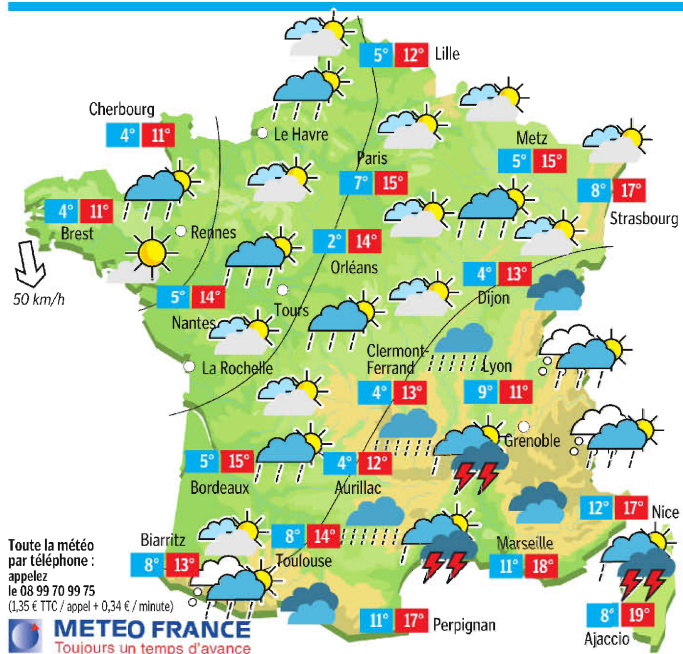 5° 12° Lille
Cherbourg
4° 11°
Le Havre
Paris
7° 15°
Metz
5° 15°
8° 17°
Strasbourg
4° 11°
Brest
Rennes
50 km/h
2° 14°
Orléans
4° 13°
Dijon
5° 14°
Nantes
Tours
La Rochelle
Clermont-
Ferrand
4° 13°
Lyon
9° 11°
Grenoble
5° 15°
Bordeaux
4° 12°
Aurillac
12° 17° Nice
Biarritz
8° 13°
8° 14°
Toulouse
Marseille
11° 18°
11° 17° Perpignan
8° 19°
Ajaccio
Toute la météo
par téléphone :
appelez
le 08 99 70 99 75
(1,35 € TTC / appel + 0,34 € / minute)
METEO FRANCE
Toujours un temps d'avance